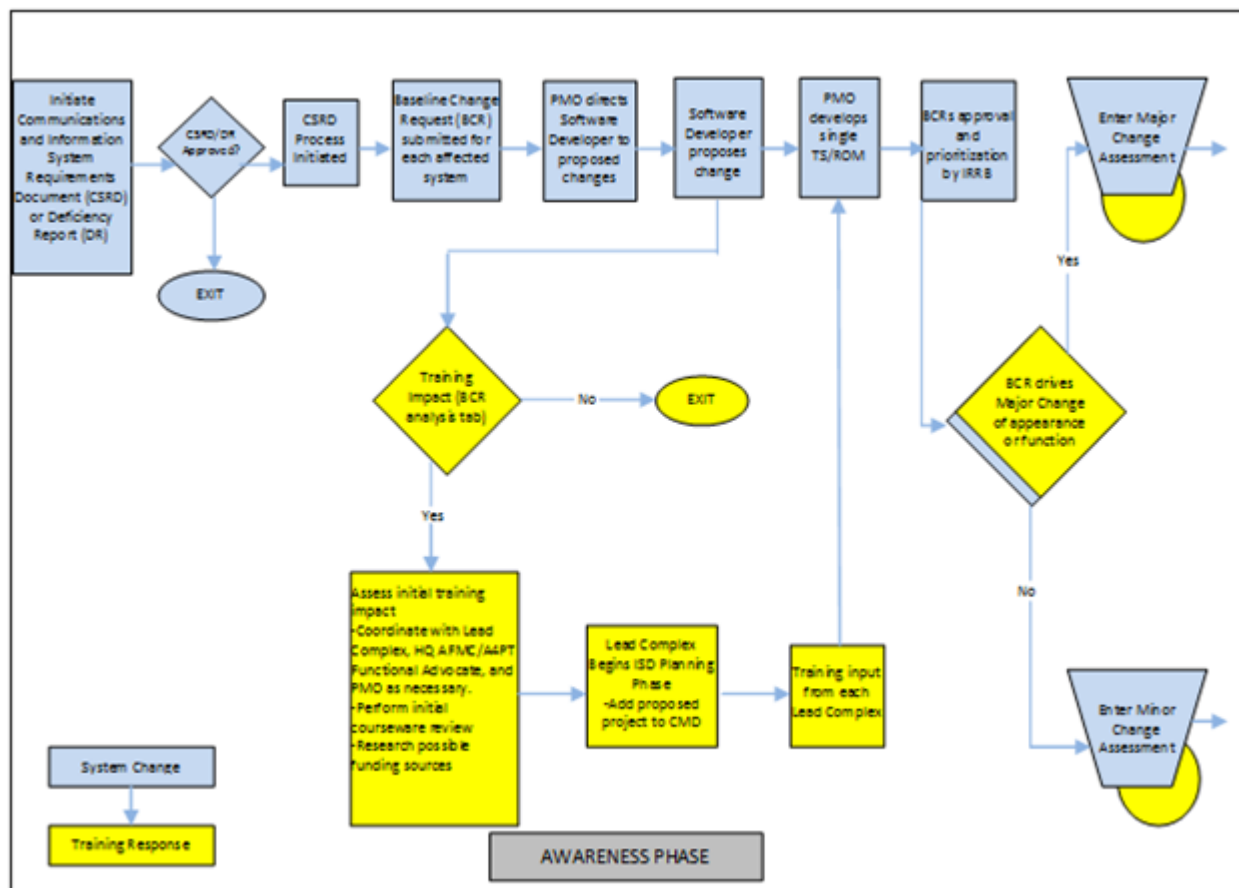 Initiate
Communications
and Information
System
Requirements
Document (CSRD)
or Deficiency
Report (DR)
CSRD/DR
Approved?
EXIT
CSRD
Process
Initiated
Baseline Change
Request (BCR)
submitted for
each affected
system
PMO directs
Software
Developer to
proposed
changes
Software
Developer
proposes
change
PMO
develops
single
TS/ROM
BCRs approval
and
prioritization
by IRRB
Enter Major
Change
Assessment
Yes
Training
Impact (BCR
analysis tab)
No
EXIT
BCR drives
Major Change
of appearance
or function
Yes
No
Assess initial training
impact
-Coordinate with Lead
Complex, HQ AFMC/A4PT
Functional Advocate, and
PMO as necessary.
-Perform initial
courseware review
-Research possible
funding sources
Lead Complex
Begins ISD Planning
Phase
-Add proposed
project to CMD
Training input
from each
Lead Complex
Enter Minor
Change
Assessment
System Change
Training Response
AWARENESS PHASE